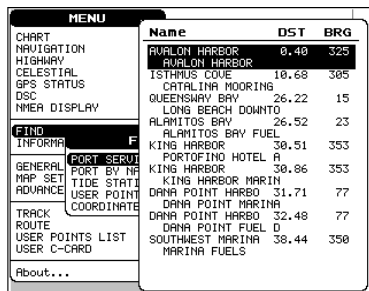 MENU
CHART
NAVIGATION
HIGHWAY
CELESTIAL
GPS STATUS
DSC
NMEA DISPLAY
FIND
INFORMA
GENERAL
MAP SET
ADVANCE
TRACK
ROUTE
USER POINTS LIST
USER C-CARD
About...
F
PORT SERVI
PORT BY NA
TIDE STATI
USER POINT
COORDINATE
Name DST BRG
AVALON HARBOR 0.40 325
AVALON HARBOR
ISTHMUS COVE 10.68 305
CATALINA MOORING
QUEENSWAY BAY 26.22 15
LONG BEACH DOWNTO
ALAMITOS BAY 26.52 23
ALAMITOS BAY FUEL
KING HARBOR 30.51 353
PORTOFINO HOTEL A
KING HARBOR 30.86 353
KING HARBOR MARIN
DANA POINT HARBO 31.71 77
DANA POINT MARINA
DANA POINT HARBO 32.48 77
DANA POINT FUEL D
SOUTHWEST MARINA 38.44 350
MARINA FUELS